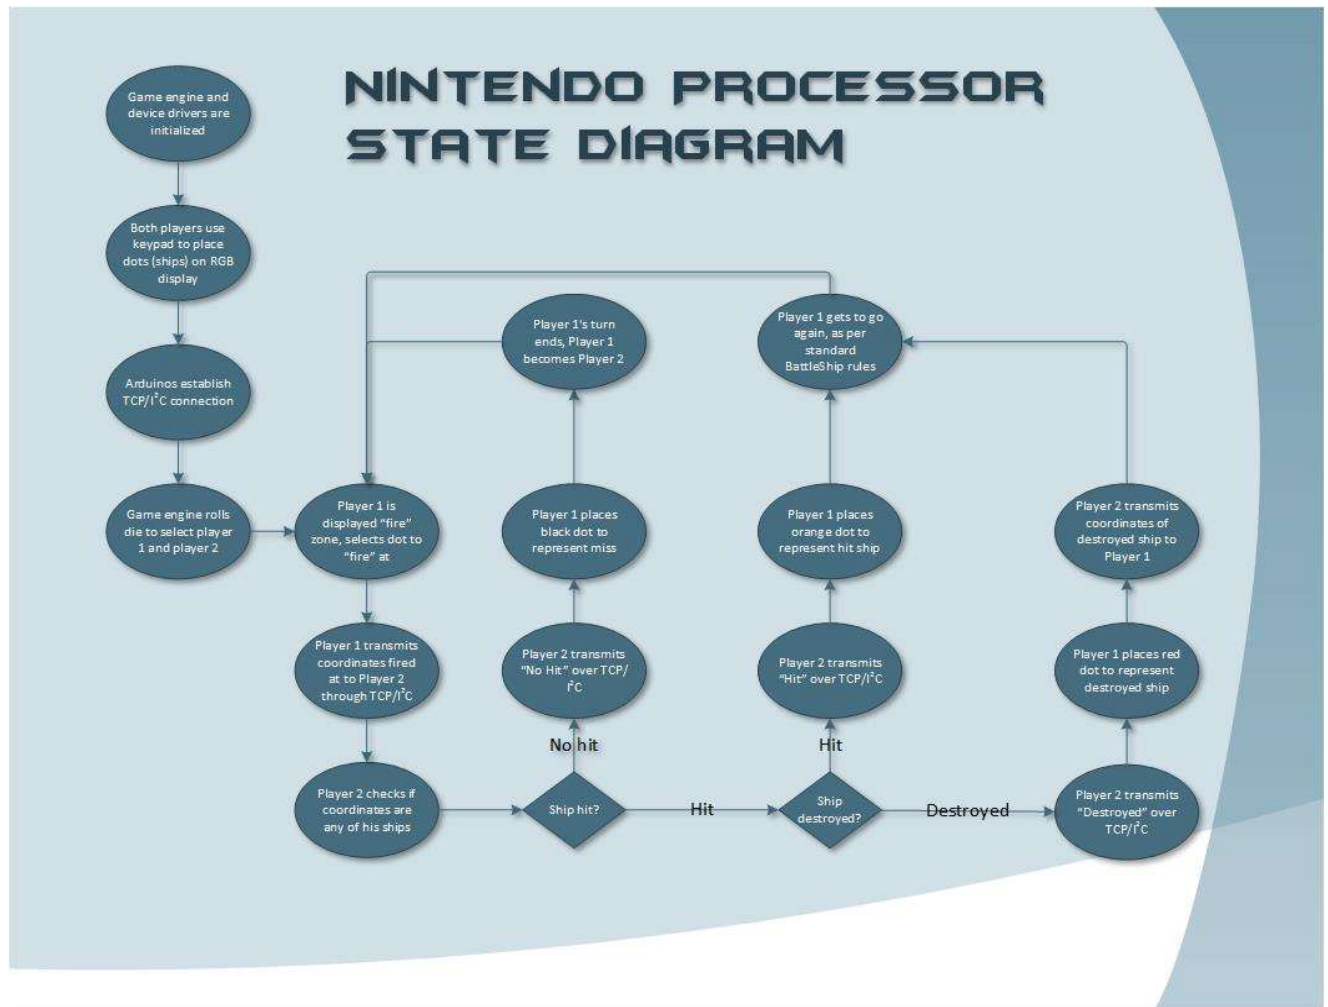 NINTENDO PROCESSOR
STATE DIAGRAM
Game engine and
device drivers are
initialized
Both players use
keypad to place
dots (ships) on RGB
display
Arduinos establish
TCP/I²C connection
Game engine rolls
die to select player
1 and player 2
Player 1 is
displayed “fire”
zone, selects dot to
“fire” at
Player 1 transmits
coordinates fired
at to Player 2
through TCP/I²C
Player 2 checks if
coordinates are
any of his ships
Ship hit?
No hit
Player 2 transmits
“No Hit” over TCP/
I²C
Player 1 places
black dot to
represent miss
Player 1's turn
ends, Player 1
becomes Player 2
Hit
Ship
destroyed?
Hit
Player 2 transmits
“Hit” over TCP/I²C
Player 1 places
orange dot to
represent hit ship
Player 1 gets to go
again, as per
standard
BattleShip rules
Destroyed
Player 2 transmits
“Destroyed” over
TCP/I²C
Player 1 places red
dot to represent
destroyed ship
Player 2 transmits
coordinates of
destroyed ship to
Player 1